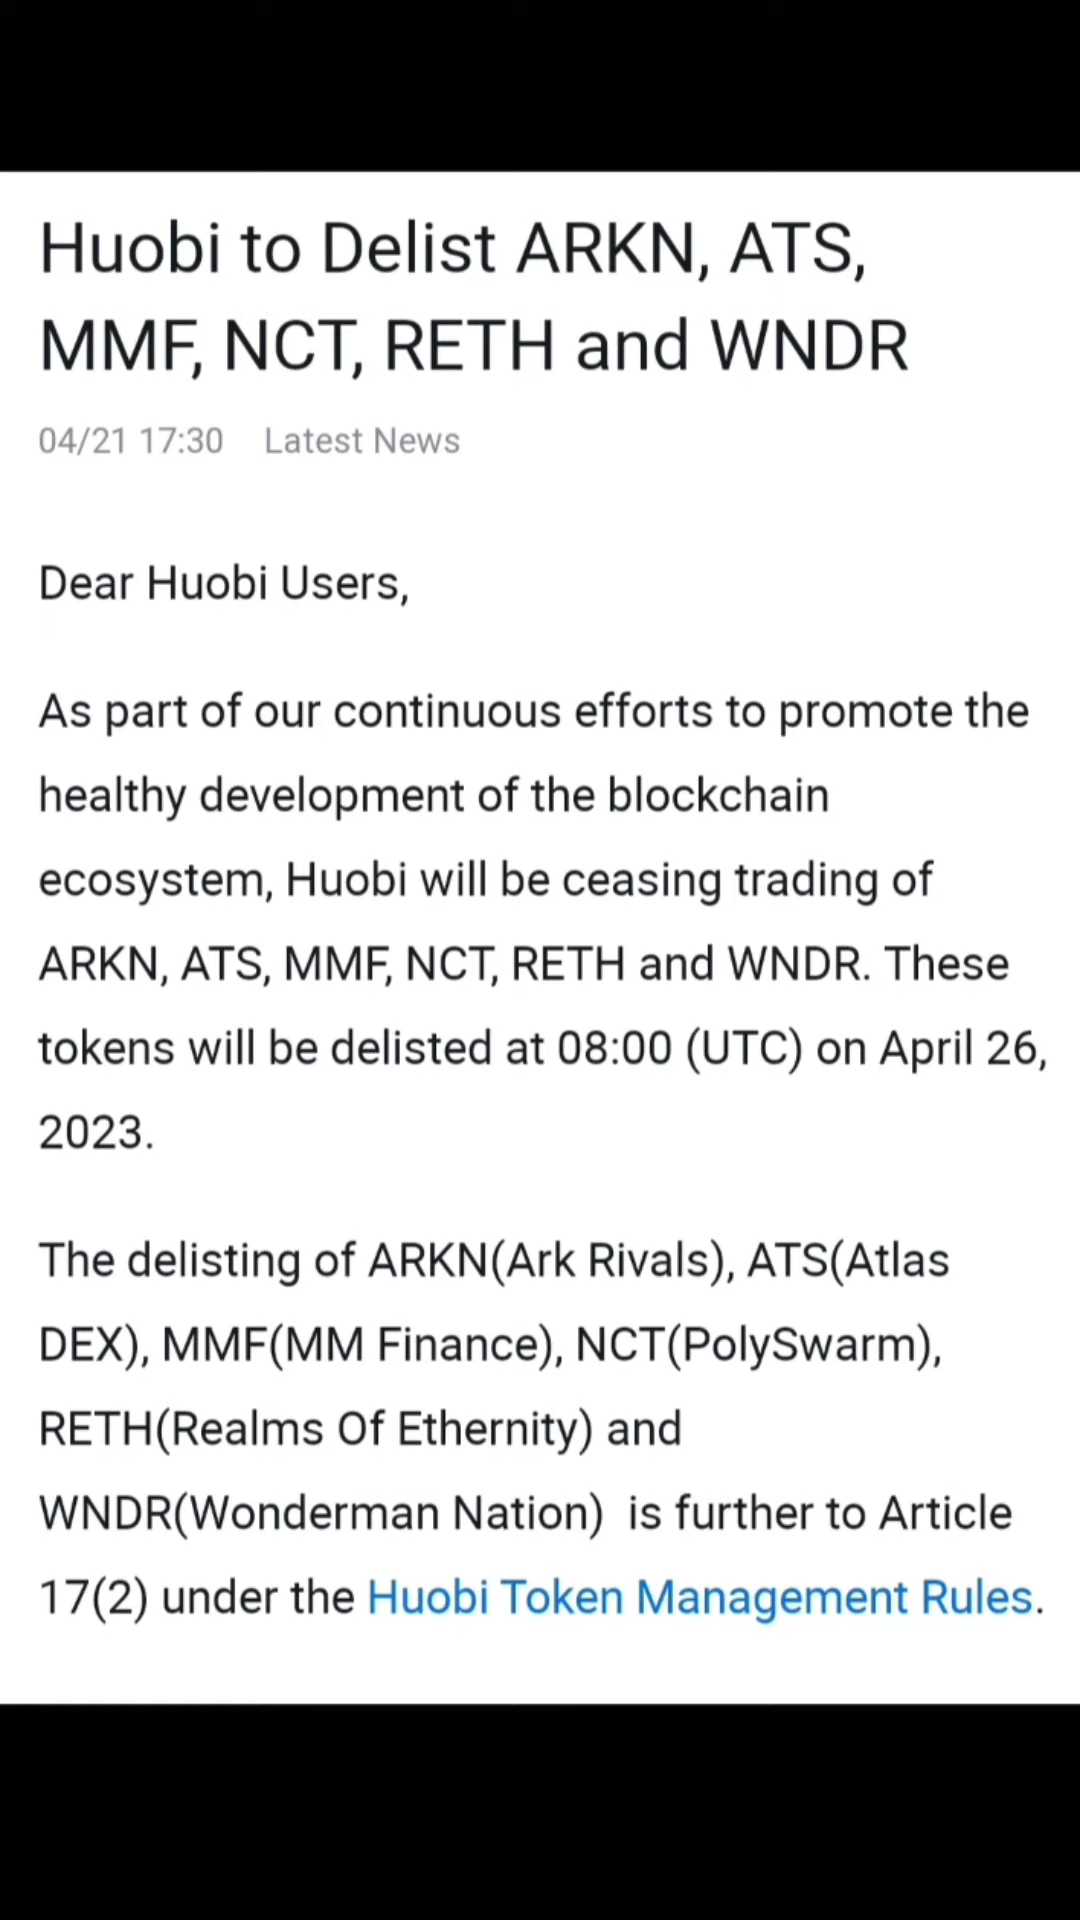 Huobi to Delist ARKN, ATS,
MMF, NCT, RETH and WNDR
04/21 17:30 Latest News
Dear Huobi Users,
As part of our continuous efforts to promote the
healthy development of the blockchain
ecosystem, Huobi will be ceasing trading of
ARKN, ATS, MMF, NCT, RETH and WNDR. These
tokens will be delisted at 08:00 (UTC) on April 26,
2023.
The delisting of ARKN(Ark Rivals), ATS(Atlas
DEX), MMF(MM Finance), NCT(PolySwarm),
RETH(Realms Of Ethernity) and
WNDR(Wonderman Nation)  is further to Article
17(2) under the Huobi Token Management Rules.